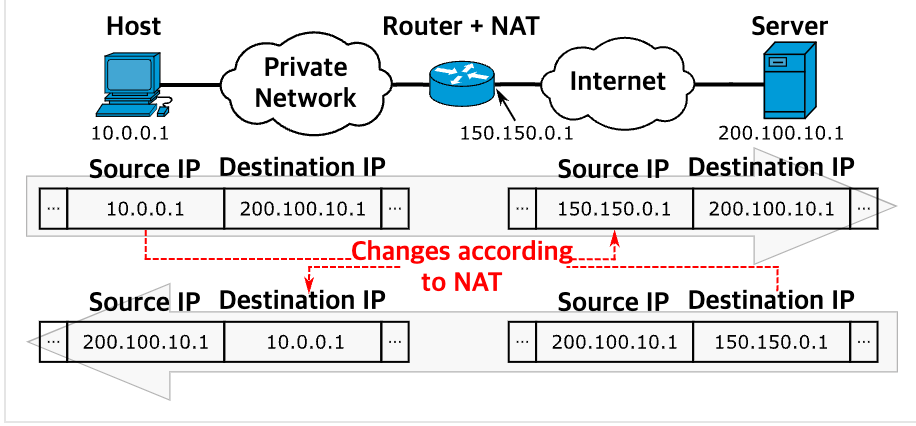 Host
Router + NAT
Server
Private
Network
Internet
10.0.0.1
150.150.0.1
200.100.10.1
Source IP Destination IP
Source IP Destination IP
... 10.0.0.1 200.100.10.1 ...
... 150.150.0.1 200.100.10.1 ...
Changes according
to NAT
Source IP Destination IP
Source IP Destination IP
... 200.100.10.1 10.0.0.1 ...
... 200.100.10.1 150.150.0.1 ...